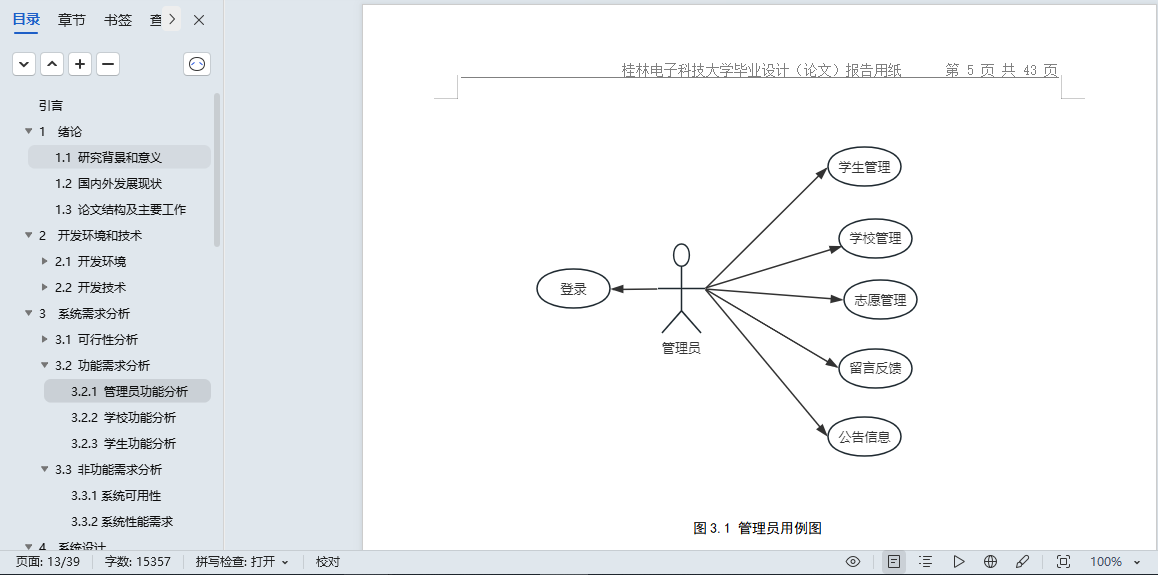 目录 章节 书签 查
引言
1 绪论
1.1 研究背景和意义
1.2 国内外发展现状
1.3 论文结构及主要工作
2 开发环境和技术
2.1 开发环境
2.2 开发技术
3 系统需求分析
3.1 可行性分析
3.2 功能需求分析
3.2.1 管理员功能分析
3.2.2 学校功能分析
3.2.3 学生功能分析
3.3 非功能需求分析
3.3.1 系统可用性
3.3.2 系统性能需求
4 系统设计
桂林电子科技大学毕业设计（论文）报告用纸 第 5 页 共 43 页
学生管理
学校管理
登录
志愿管理
管理员
留言反馈
公告信息
图3.1 管理员用例图
页面: 13/39 字数: 15357 拼写检查: 打开 校对 100%